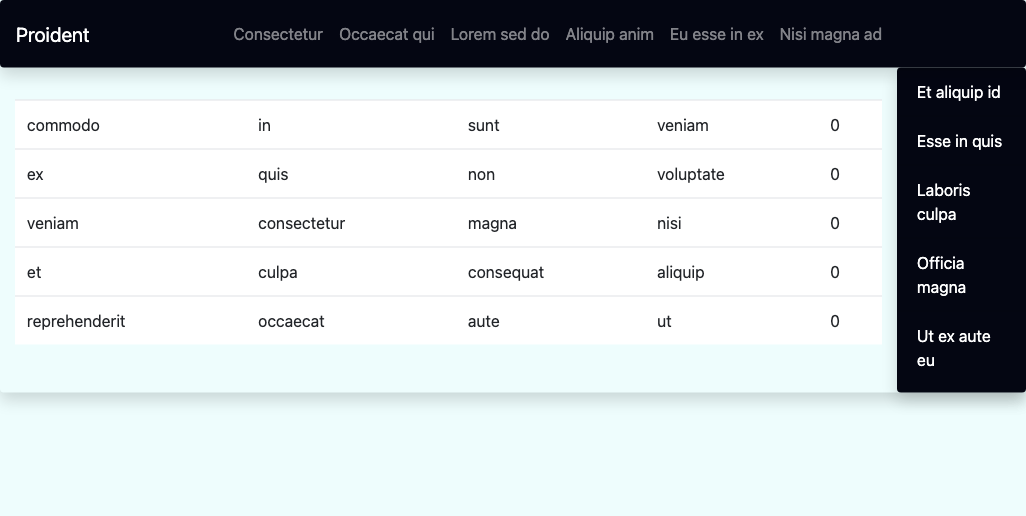 Proident Consectetur Occaecat qui Lorem sed do Aliquip anim Eu esse in ex Nisi magna ad
commodo in sunt veniam 0
ex quis non voluptate 0
veniam consectetur magna nisi 0
et culpa consequat aliquip 0
reprehenderit occaecat aute ut 0
Et aliquip id
Esse in quis
Laboris
culpa
Officia
magna
Ut ex aute
eu